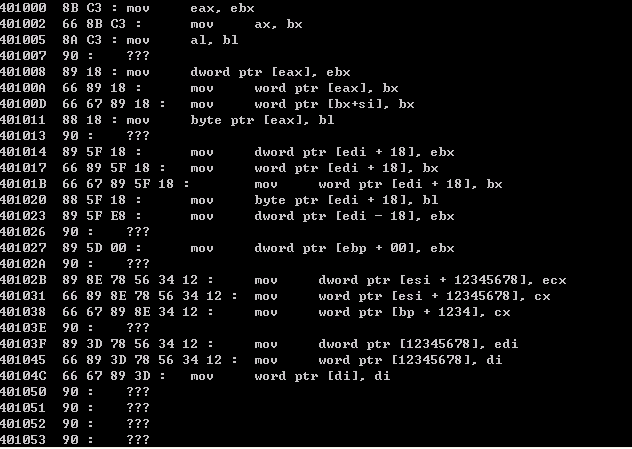 401000 8B C3 : mov eax, ebx
401002 66 8B C3 : mov ax, bx
401005 8A C3 : mov al, bl
401007 90 : ???
401008 89 18 : mov dword ptr [eax], ebx
40100A 66 89 18 : mov word ptr [eax], bx
40100D 66 67 89 18 : mov word ptr [bx+si], bx
401011 88 18 : mov byte ptr [eax], bl
401013 90 : ???
401014 89 5F 18 : mov dword ptr [edi + 18], ebx
401017 66 89 5F 18 : mov word ptr [edi + 18], bx
40101B 66 67 89 5F 18 : mov word ptr [edi + 18], bx
401020 88 5F 18 : mov byte ptr [edi + 18], bl
401023 89 5F E8 : mov dword ptr [edi - 18], ebx
401026 90 : ???
401027 89 5D 00 : mov dword ptr [ebp + 00], ebx
40102A 90 : ???
40102B 89 8E 78 56 34 12 : mov dword ptr [esi + 12345678], ecx
401031 66 89 8E 78 56 34 12 : mov word ptr [esi + 12345678], cx
401038 66 67 89 8E 34 12 : mov word ptr [bp + 1234], cx
40103E 90 : ???
40103F 89 3D 78 56 34 12 : mov dword ptr [12345678], edi
401045 66 89 3D 78 56 34 12 : mov word ptr [12345678], di
40104C 66 67 89 3D : mov word ptr [di], di
401050 90 : ???
401051 90 : ???
401052 90 : ???
401053 90 : ???